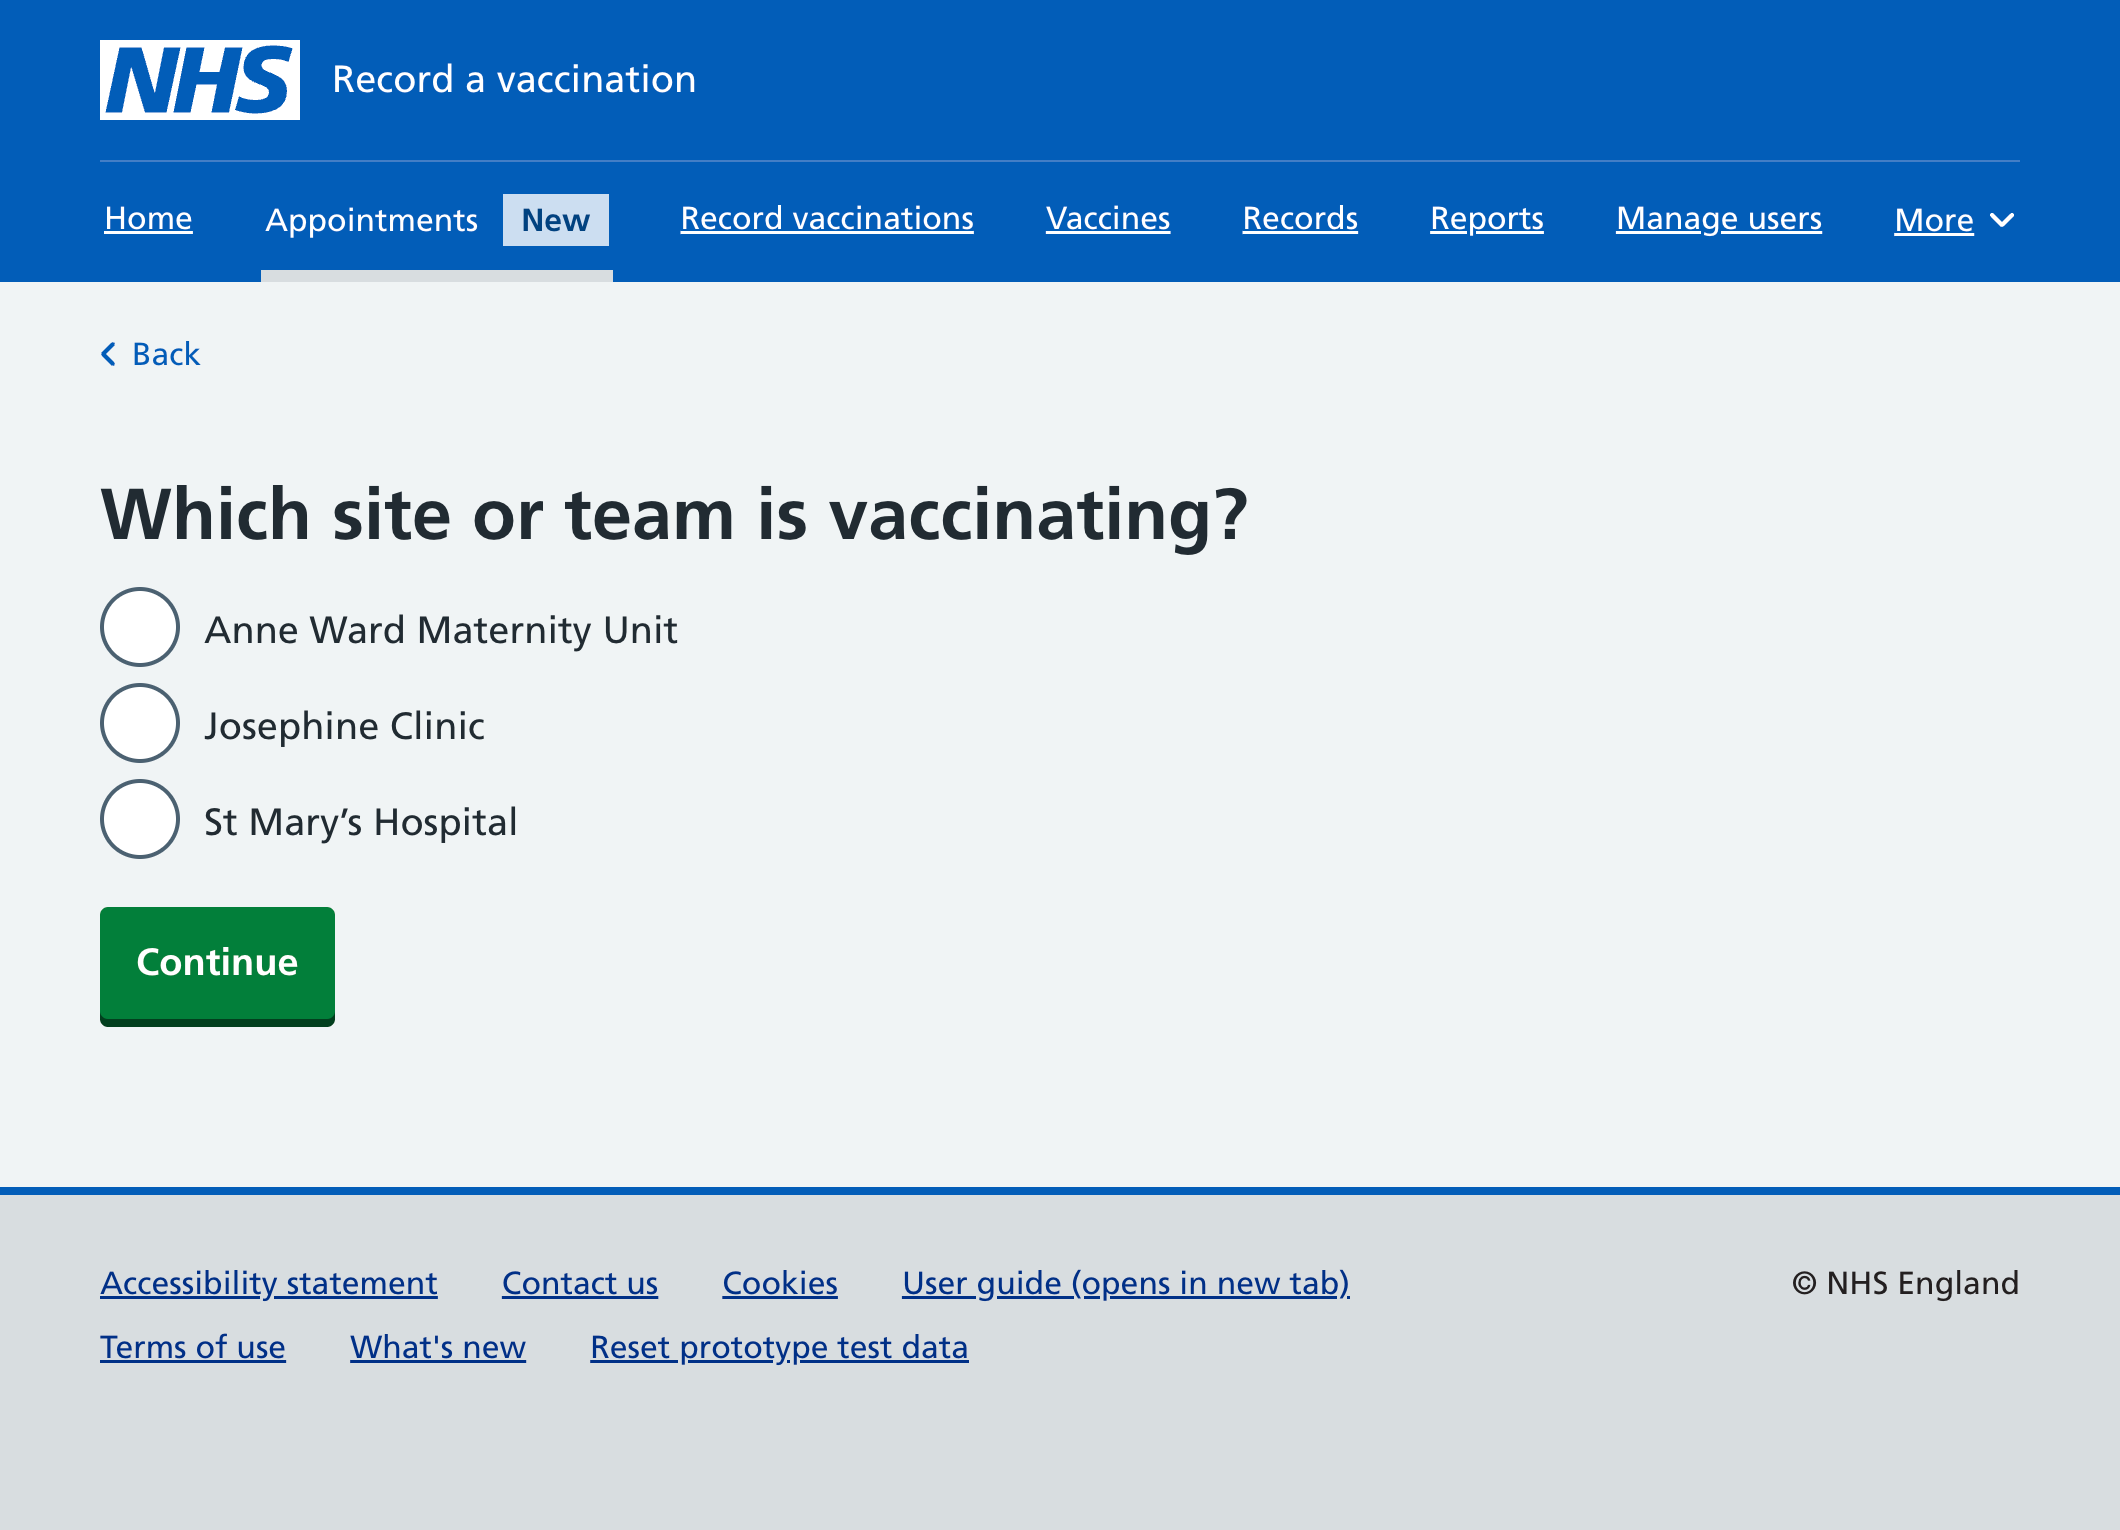 NHS Record a vaccination
Home Appointments New Record vaccinations Vaccines Records Reports Manage users More
Back
Which site or team is vaccinating?
Anne Ward Maternity Unit
Josephine Clinic
St Mary’s Hospital
Continue
Accessibility statement Contact us Cookies User guide (opens in new tab) © NHS England
Terms of use What's new Reset prototype test data